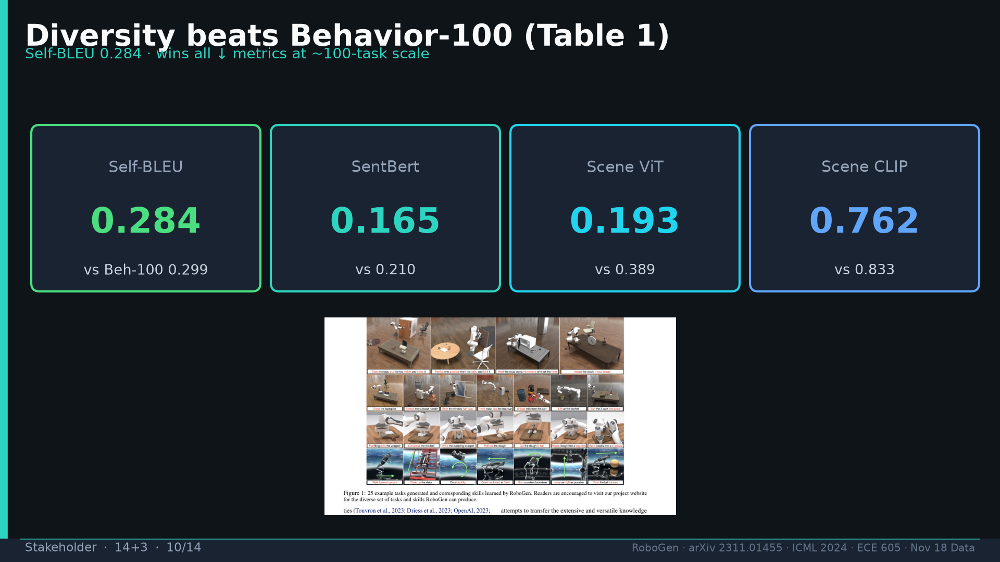 Diversity beats Behavior-100 (Table 1)
Self-BLEU 0.284 · wins all ↓ metrics at ~100-task scale
Self-BLEU
0.284
vs Beh-100 0.299
SentBert
0.165
vs 0.210
Scene ViT
0.193
vs 0.389
Scene CLIP
0.762
vs 0.833
Open storage, put the toy inside and close it
Retrive one gold bar from the safe, and lock it
Heat the soup using microwave and set the timer
Adjust the clock 1 hour ahead
Close the laptop lid
Extend the suitcase handle
Slide the window half-way
Throw trash into the trashcan
Unload milk from the cart
Lift up the bucket
Sort the 3 cans into a row
Put filling onto the wrapper
Compress the rice ball
Wrap the dumping wrapper
Roll out the dough
Cut the dough in half
Shape dough into a baguette
Bend noodle into a U-shape
Walk forward upright
Climb up the stairs
Do a backflip
Crawl backward at 1m/s
Spin counter-clockwise
Jump as high as possible
Push the ball forward
Figure 1: 25 example tasks generated and corresponding skills learned by RoboGen. Readers are encouraged to visit our project website
for the diverse set of tasks and skills RoboGen can produce.
ties (Touvron et al., 2023; Driess et al., 2023; OpenAI, 2023;
attempts to transfer the extensive and versatile knowledge
Stakeholder · 14+3 · 10/14
RoboGen · arXiv 2311.01455 · ICML 2024 · ECE 605 · Nov 18 Data